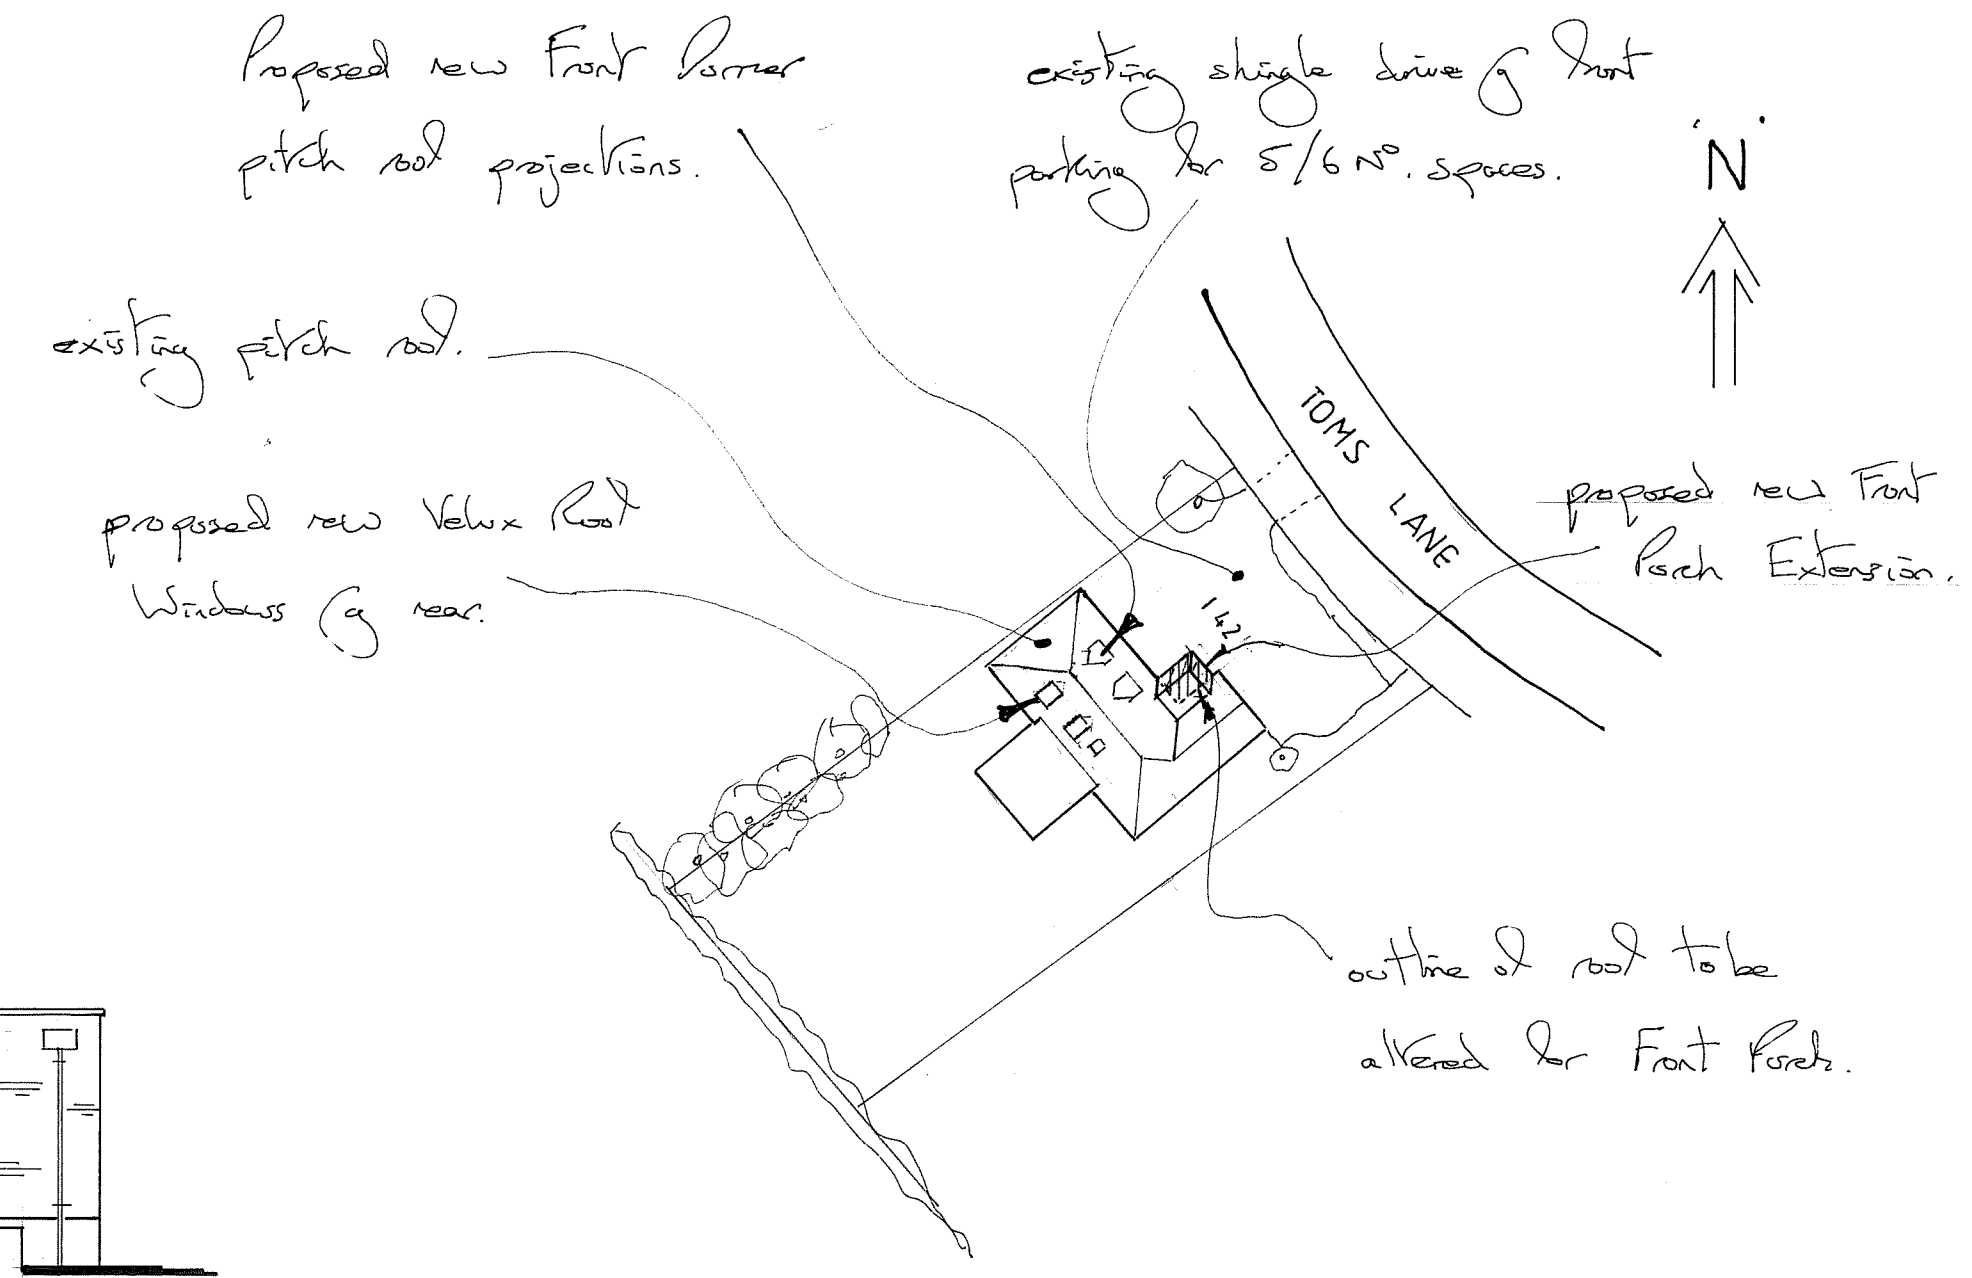 Proposed new Front Dormer
pitch roof projections.
existing shingle drive @ front
parking for 5/6 Nº. spaces.
'N'
existing pitch roof.
TOMS LANE
proposed new Velux Roof
Windows @ rear.
proposed new Front
Porch Extension.
142
outline of roof to be
altered for Front Porch.